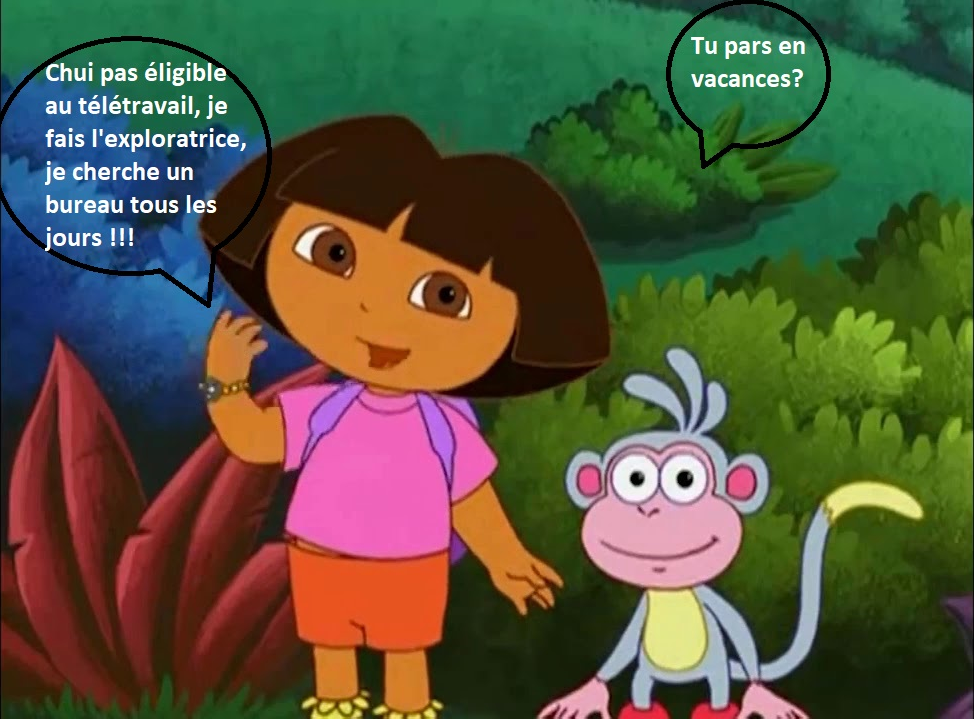 Chui pas éligible
au télétravail, je
fais l'exploratrice,
je cherche un
bureau tous les
jours !!!
Tu pars en
vacances?